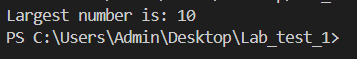 Largest number is: 10
PS C:\Users\Admin\Desktop\Lab_test_1>